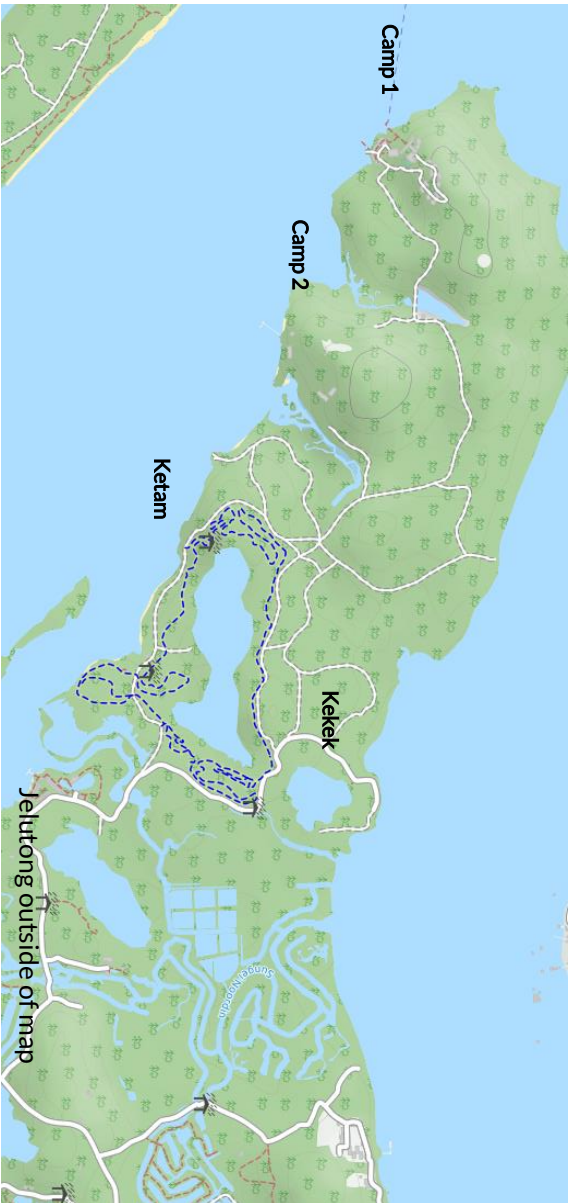 Camp 1
Camp 2
Ketam
Kekek
Jelutong outside of map
Sungei Noordin